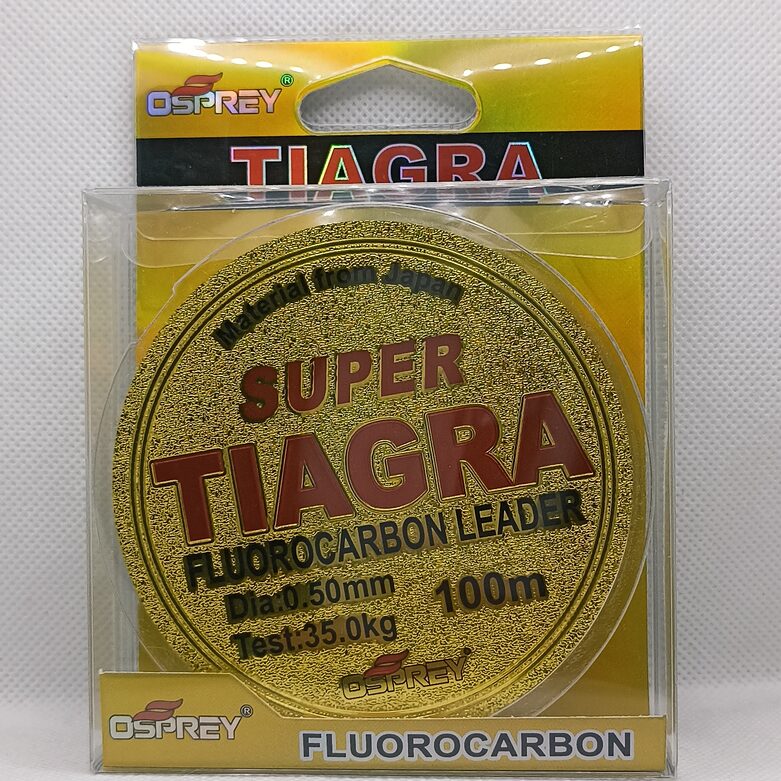 OSPREY®
TIAGRA
Material from Japan
SUPER
TIAGRA
FLUOROCARBON LEADER
Dia:0.50mm 100m
Test:35.0kg
OSPREY
OSPREY®
FLUOROCARBON